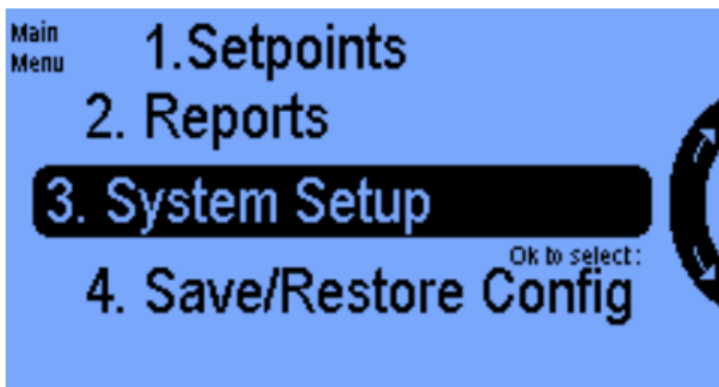 Main
Menu
1.Setpoints
2. Reports
3. System Setup
Ok to select:
4. Save/Restore Config